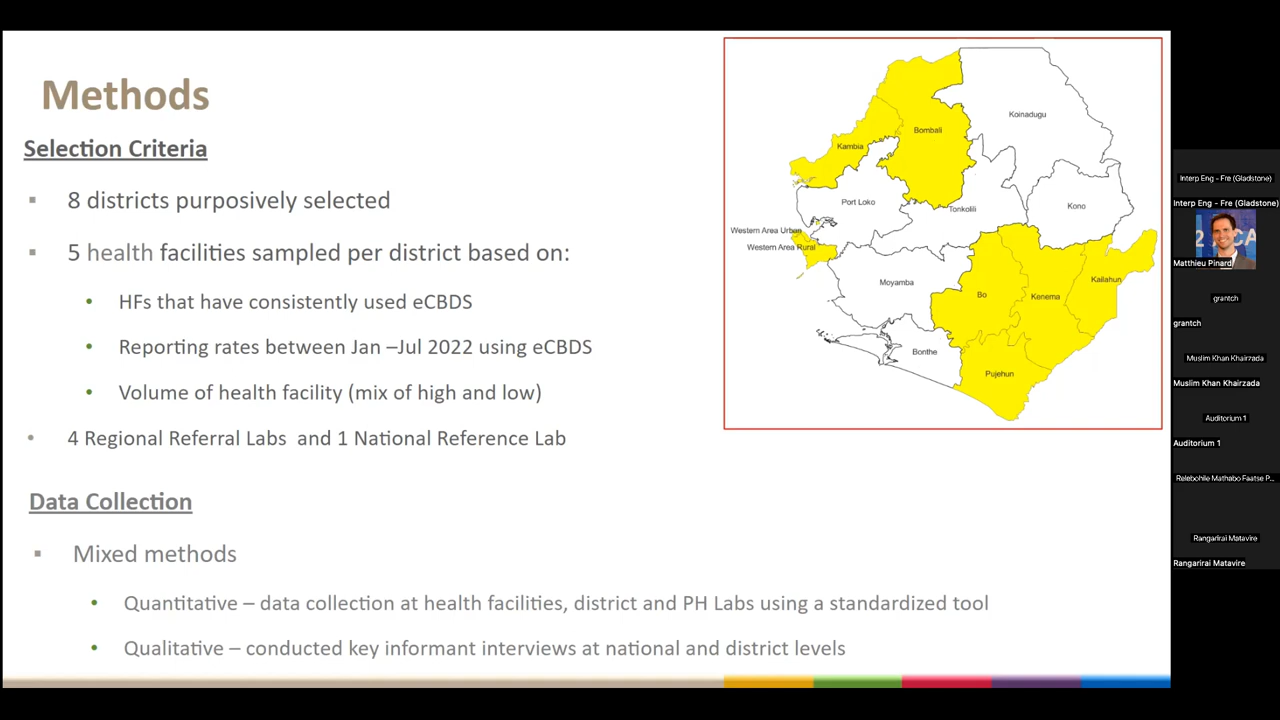 Methods
Selection Criteria
▪ 8 districts purposively selected
▪ 5 health facilities sampled per district based on:
• HFs that have consistently used eCBDS
• Reporting rates between Jan –Jul 2022 using eCBDS
• Volume of health facility (mix of high and low)
• 4 Regional Referral Labs and 1 National Reference Lab
Data Collection
▪ Mixed methods
• Quantitative – data collection at health facilities, district and PH Labs using a standardized tool
• Qualitative – conducted key informant interviews at national and district levels
Koinadugu
Bombali
Kambia
Port Loko
Tonkolili
Kono
Western Area Urban
Western Area Rural
Moyamba
Bo
Kenema
Kailahun
Bonthe
Pujehun
Interp Eng - Fre (Gladstone)
Interp Eng - Fre (Gladstone)
Matthieu Pinard
grantch
grantch
Muslim Khan Khairzada
Muslim Khan Khairzada
Auditorium 1
Auditorium 1
Relebohile Mathabo Faatse P...
Rangarirai Matavire
Rangarirai Matavire